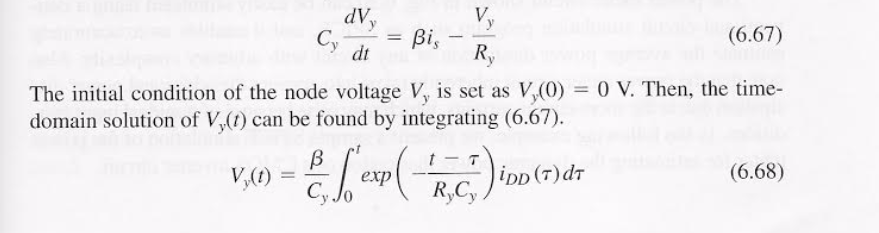 C_y dV_y/dt = βi_s − V_y/R_y (6.67)
The initial condition of the node voltage V_y is set as V_y(0) = 0 V. Then, the time-
domain solution of V_y(t) can be found by integrating (6.67).
V_y(t) = β/C_y ∫_0^t exp(− (t − τ)/(R_yC_y)) i_DD(τ) dτ (6.68)